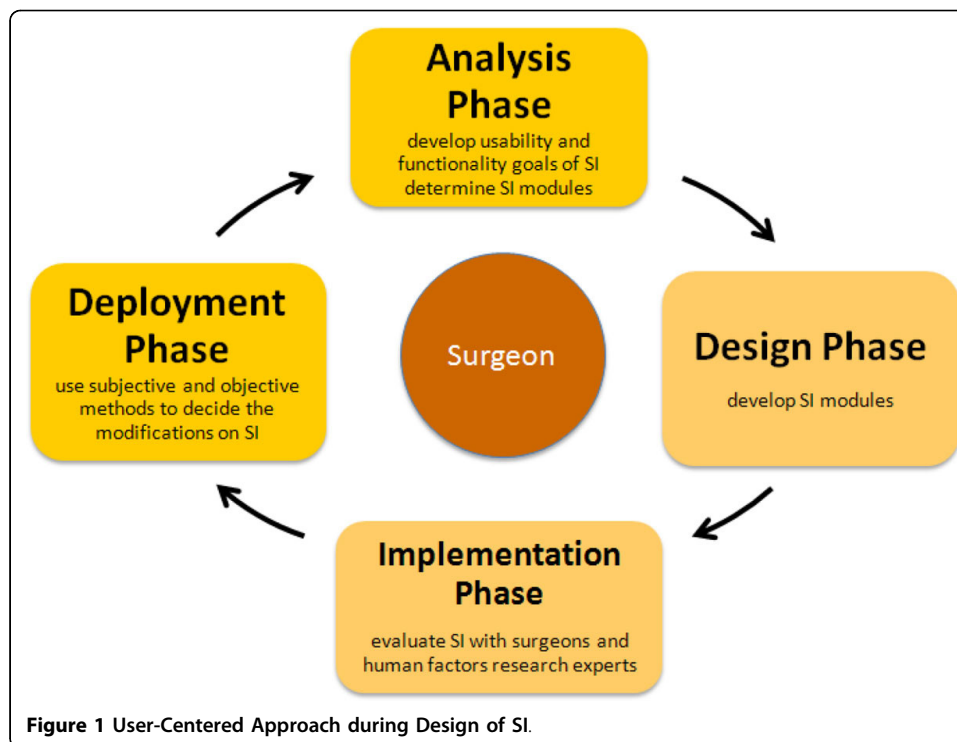 Analysis
Phase
develop usability and
functionality goals of SI
determine SI modules
Deployment
Phase
use subjective and objective
methods to decide the
modifications on SI
Surgeon
Design Phase
develop SI modules
Implementation
Phase
evaluate SI with surgeons and
human factors research experts
Figure 1 User-Centered Approach during Design of SI.